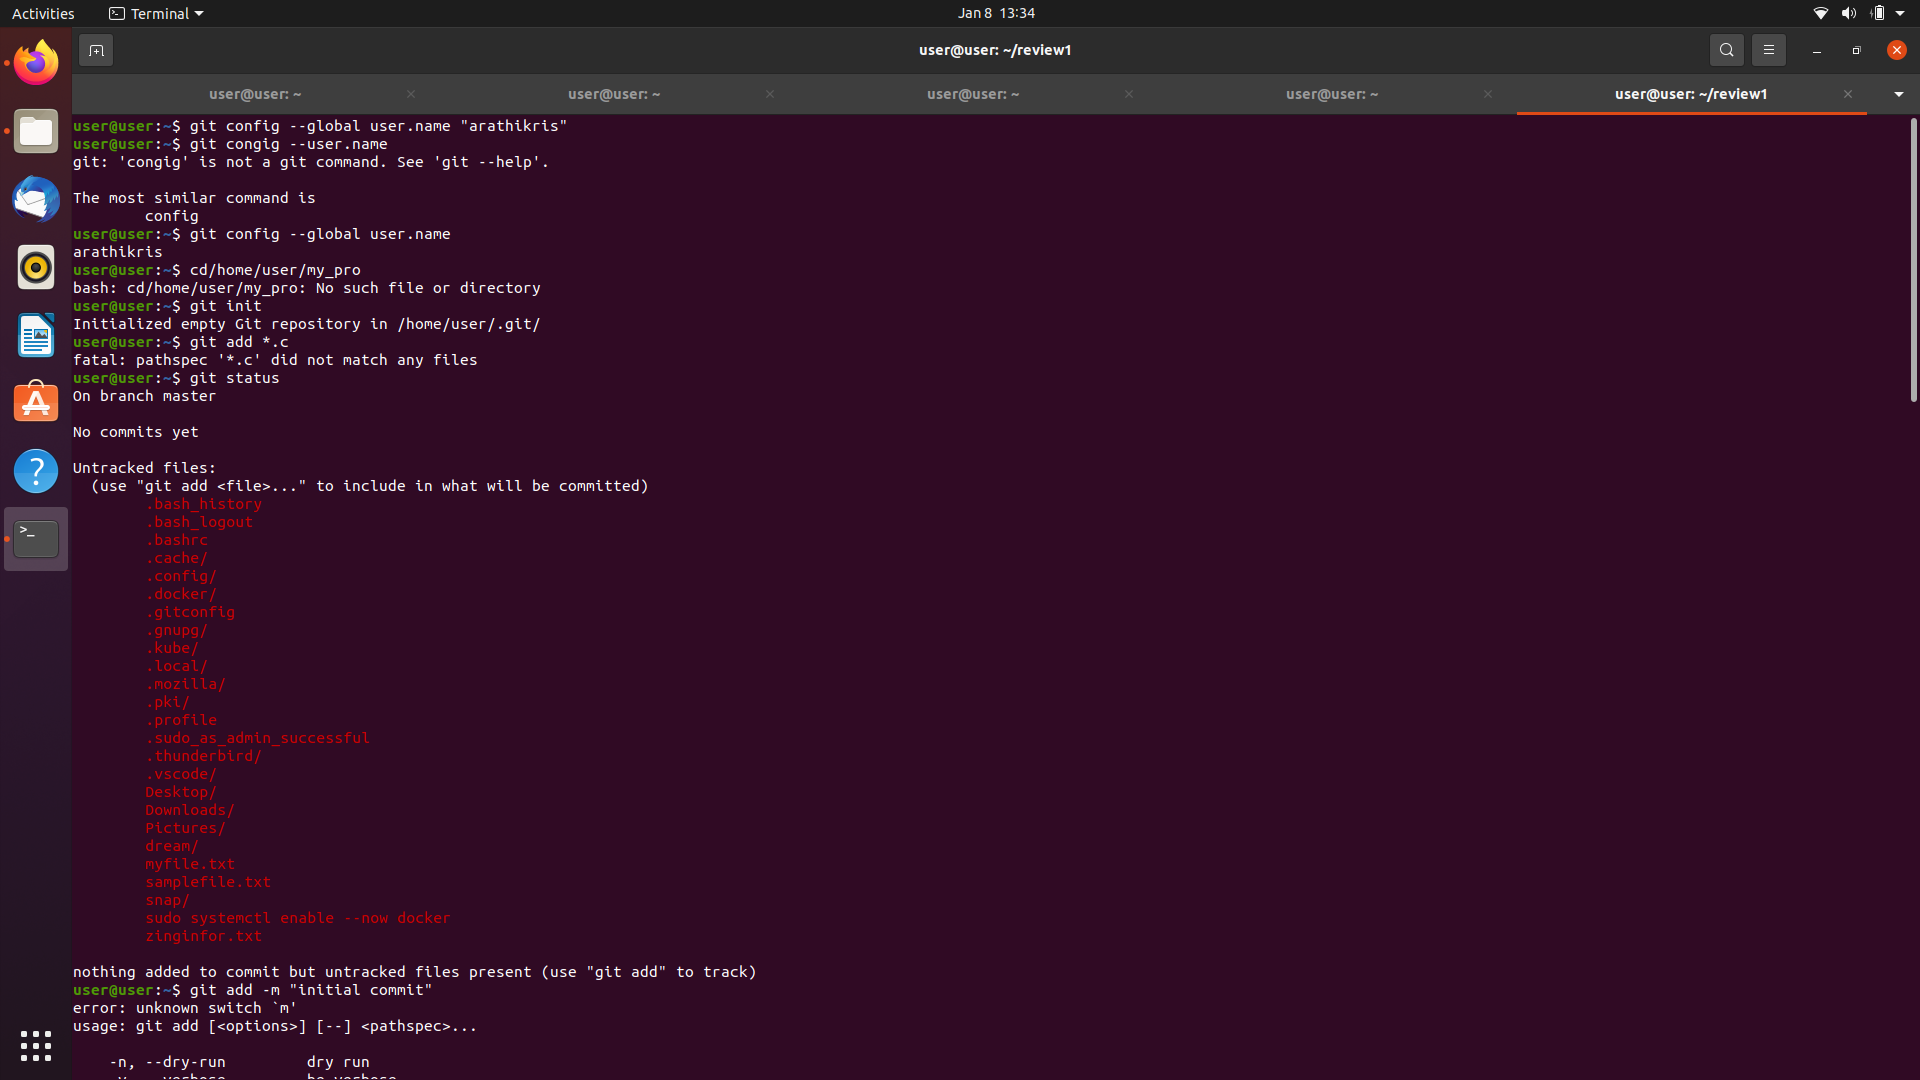 Activities
Terminal
Jan 8 13:34
user@user: ~/review1
user@user: ~
user@user: ~
user@user: ~
user@user: ~
user@user: ~/review1
user@user:~$ git config --global user.name "arathikris"
user@user:~$ git congig --user.name
git: 'congig' is not a git command. See 'git --help'.
The most similar command is
config
user@user:~$ git config --global user.name
arathikris
user@user:~$ cd/home/user/my_pro
bash: cd/home/user/my_pro: No such file or directory
user@user:~$ git init
Initialized empty Git repository in /home/user/.git/
user@user:~$ git add *.c
fatal: pathspec '*.c' did not match any files
user@user:~$ git status
On branch master
No commits yet
Untracked files:
(use "git add <file>..." to include in what will be committed)
.bash_history
.bash_logout
.bashrc
.cache/
.config/
.docker/
.gitconfig
.gnupg/
.kube/
.local/
.mozilla/
.pki/
.profile
.sudo_as_admin_successful
.thunderbird/
.vscode/
Desktop/
Downloads/
Pictures/
dream/
myfile.txt
samplefile.txt
snap/
sudo systemctl enable --now docker
zinginfor.txt
nothing added to commit but untracked files present (use "git add" to track)
user@user:~$ git add -m "initial commit"
error: unknown switch `m'
usage: git add [<options>] [--] <pathspec>...
-n, --dry-run dry run